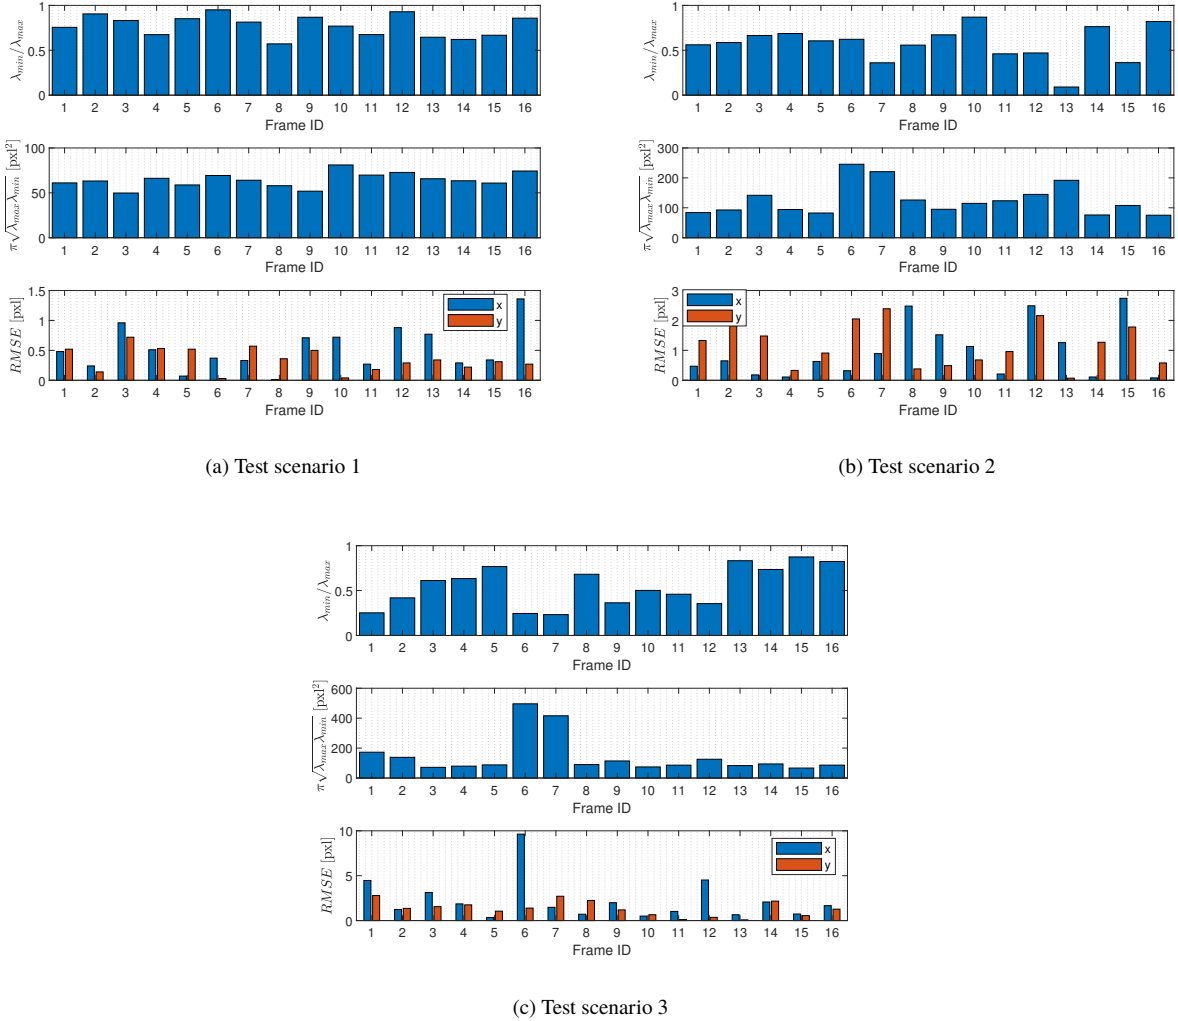 λmin/λmax
1
0.5
0
1 2 3 4 5 6 7 8 9 10 11 12 13 14 15 16
Frame ID
π√λmaxλmin [pxl²]
100
50
0
1 2 3 4 5 6 7 8 9 10 11 12 13 14 15 16
Frame ID
RMSE [pxl]
1.5
1
0.5
0
x
y
1 2 3 4 5 6 7 8 9 10 11 12 13 14 15 16
Frame ID
(a) Test scenario 1
λmin/λmax
1
0.5
0
1 2 3 4 5 6 7 8 9 10 11 12 13 14 15 16
Frame ID
π√λmaxλmin [pxl²]
300
200
100
0
1 2 3 4 5 6 7 8 9 10 11 12 13 14 15 16
Frame ID
RMSE [pxl]
3
2
1
0
x
y
1 2 3 4 5 6 7 8 9 10 11 12 13 14 15 16
Frame ID
(b) Test scenario 2
λmin/λmax
1
0.5
0
1 2 3 4 5 6 7 8 9 10 11 12 13 14 15 16
Frame ID
π√λmaxλmin [pxl²]
600
400
200
0
1 2 3 4 5 6 7 8 9 10 11 12 13 14 15 16
Frame ID
RMSE [pxl]
10
5
0
x
y
1 2 3 4 5 6 7 8 9 10 11 12 13 14 15 16
Frame ID
(c) Test scenario 3